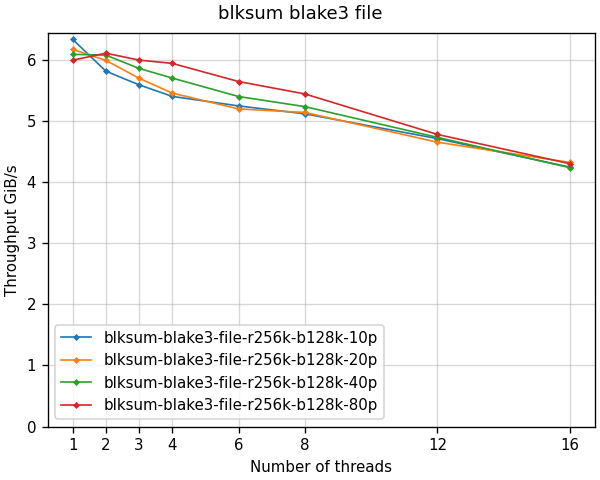 blksum blake3 file
Throughput GiB/s
6
5
4
3
2
1
0
blksum-blake3-file-r256k-b128k-10p
blksum-blake3-file-r256k-b128k-20p
blksum-blake3-file-r256k-b128k-40p
blksum-blake3-file-r256k-b128k-80p
1 2 3 4 6 8 12 16
Number of threads